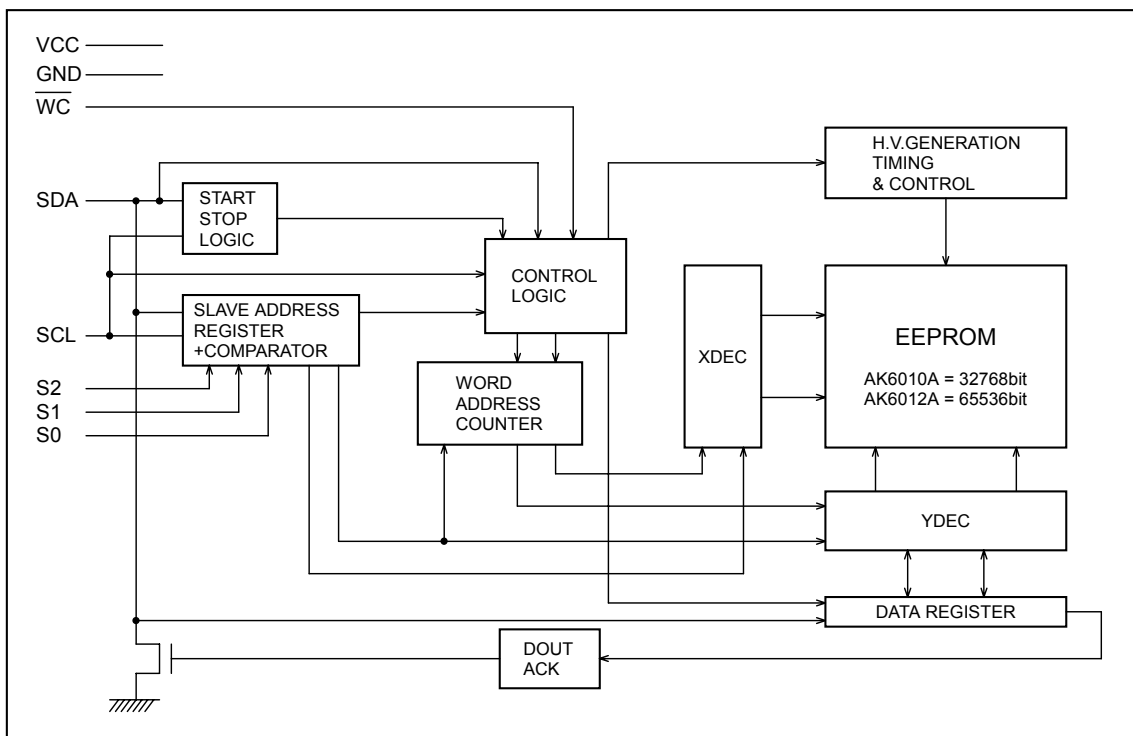 VCC
GND
WC
SDA
SCL
S2
S1
S0
START
STOP
LOGIC
SLAVE ADDRESS
REGISTER
+COMPARATOR
CONTROL
LOGIC
WORD
ADDRESS
COUNTER
XDEC
H.V.GENERATION
TIMING
& CONTROL
EEPROM
AK6010A = 32768bit
AK6012A = 65536bit
YDEC
DATA REGISTER
DOUT
ACK